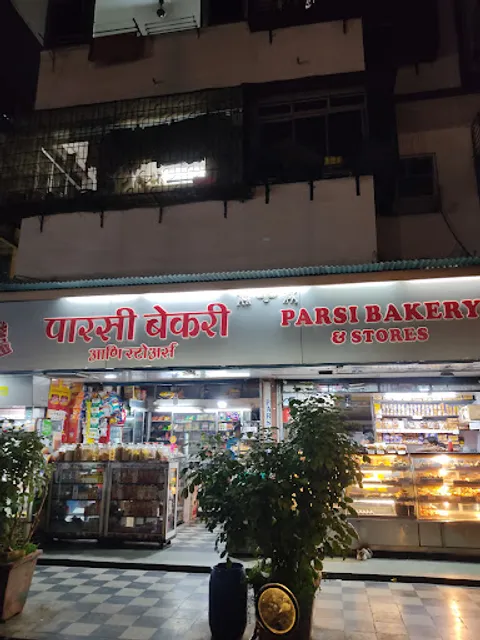 पारसी बेकरी
आणि स्टोअर्स
PARSI BAKERY
& STORES